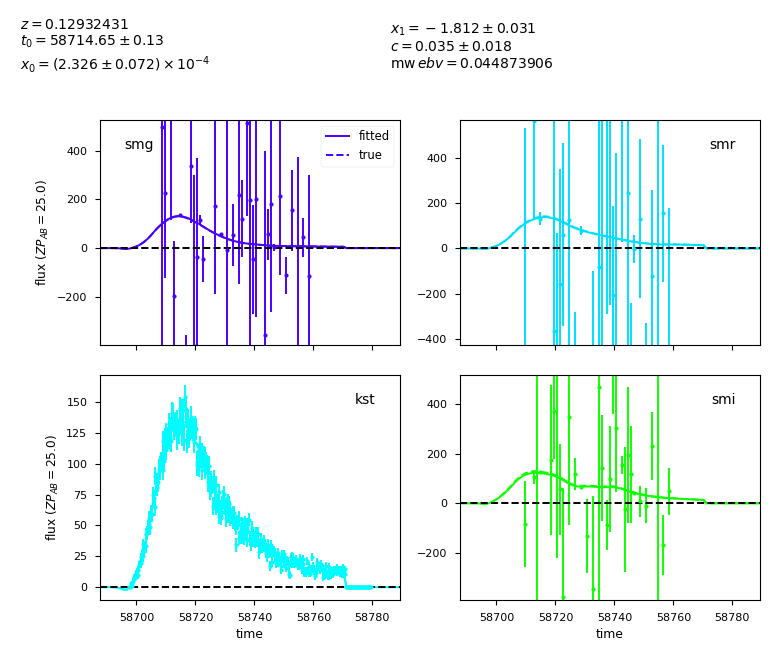 z = 0.12932431
t₀ = 58714.65 ± 0.13
x₀ = (2.326 ± 0.072) × 10⁻⁴
x₁ = −1.812 ± 0.031
c = 0.035 ± 0.018
mw ebv = 0.044873906
smg
fitted
true
400
200
0
−200
flux (ZP_AB = 25.0)
smr
400
200
0
−200
−400
kst
150
125
100
75
50
25
0
flux (ZP_AB = 25.0)
58700 58720 58740 58760 58780
time
smi
400
200
0
−200
58700 58720 58740 58760 58780
time